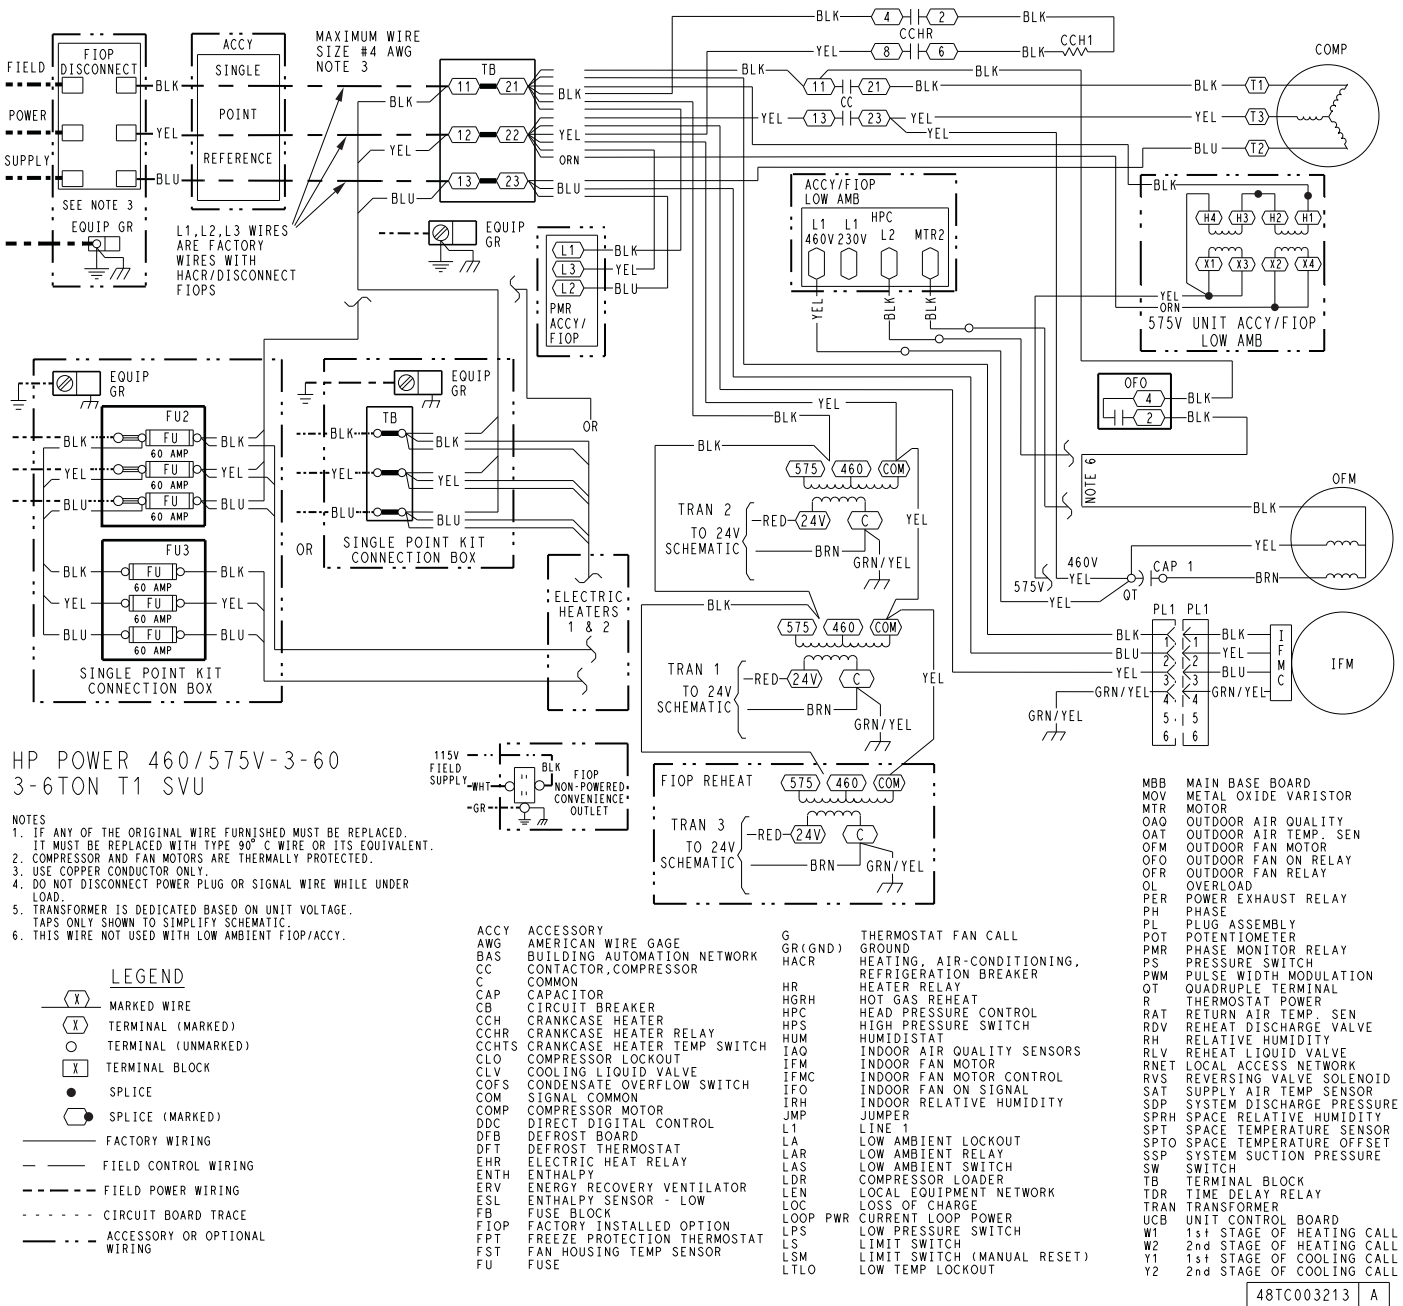 FIELD
POWER
SUPPLY
FIOP
DISCONNECT
SEE NOTE 3
EQUIP GR
BLK
YEL
BLU
ACCY
SINGLE
POINT
REFERENCE
MAXIMUM WIRE
SIZE #4 AWG
NOTE 3
L1,L2,L3 WIRES
ARE FACTORY
WIRES WITH
HACR/DISCONNECT
FIOPS
BLK
YEL
BLU
TB
11 21
12 22
13 23
EQUIP
GR
BLK
YEL
ORN
BLU
L1 BLK
L3 YEL
L2 BLU
PMR
ACCY/
FIOP
BLK 4 2 BLK
CCHR
YEL 8 6 BLK CCH1
BLK 11 21 BLK BLK
CC
YEL 13 23 YEL
YEL
COMP
BLK T1
YEL T3
BLU T2
ACCY/FIOP
LOW AMB
HPC
L1 L1 L2 MTR2
460V 230V
YEL BLK BLK
BLK
H4 H3 H2 H1
X1 X3 X2 X4
YEL
ORN
575V UNIT ACCY/FIOP
LOW AMB
OFO
4 BLK
2 BLK
NOTE 6
OFM
BLK
YEL
BRN
460V
YEL
575V
YEL
QT
CAP 1
PL1 PL1
BLK 1 1 BLK
BLU 2 2 YEL
YEL 3 3 BLU
GRN/YEL 4 4 GRN/YEL
5 5
6 6
GRN/YEL
IFMC
IFM
EQUIP
GR
FU2
BLK FU BLK
60 AMP
YEL FU YEL
60 AMP
BLU FU BLU
60 AMP
FU3
BLK FU BLK
60 AMP
YEL FU YEL
60 AMP
BLU FU BLU
60 AMP
SINGLE POINT KIT
CONNECTION BOX
OR
EQUIP
GR
TB
BLK BLK
YEL YEL
BLU BLU
SINGLE POINT KIT
CONNECTION BOX
OR
ELECTRIC
HEATERS
1 & 2
BLK YEL
BLK
575 460 COM
TRAN 2
TO 24V
SCHEMATIC
RED 24V C
BRN
GRN/YEL
YEL
BLK
575 460 COM
TRAN 1
TO 24V
SCHEMATIC
RED 24V C
BRN
GRN/YEL
YEL
FIOP REHEAT
575 460 COM
TRAN 3
TO 24V
SCHEMATIC
RED 24V C
BRN
GRN/YEL
115V
FIELD
SUPPLY
WHT
GR
BLK
FIOP
NON-POWERED
CONVENIENCE
OUTLET
HP POWER 460/575V-3-60
3-6TON T1 SVU
NOTES
1. IF ANY OF THE ORIGINAL WIRE FURNISHED MUST BE REPLACED.
IT MUST BE REPLACED WITH TYPE 90° C WIRE OR ITS EQUIVALENT.
2. COMPRESSOR AND FAN MOTORS ARE THERMALLY PROTECTED.
3. USE COPPER CONDUCTOR ONLY.
4. DO NOT DISCONNECT POWER PLUG OR SIGNAL WIRE WHILE UNDER
LOAD.
5. TRANSFORMER IS DEDICATED BASED ON UNIT VOLTAGE.
TAPS ONLY SHOWN TO SIMPLIFY SCHEMATIC.
6. THIS WIRE NOT USED WITH LOW AMBIENT FIOP/ACCY.
LEGEND
X MARKED WIRE
X TERMINAL (MARKED)
TERMINAL (UNMARKED)
X TERMINAL BLOCK
SPLICE
SPLICE (MARKED)
FACTORY WIRING
FIELD CONTROL WIRING
FIELD POWER WIRING
CIRCUIT BOARD TRACE
ACCESSORY OR OPTIONAL
WIRING
ACCY ACCESSORY
AWG AMERICAN WIRE GAGE
BAS BUILDING AUTOMATION NETWORK
CC CONTACTOR,COMPRESSOR
C COMMON
CAP CAPACITOR
CB CIRCUIT BREAKER
CCH CRANKCASE HEATER
CCHR CRANKCASE HEATER RELAY
CCHTS CRANKCASE HEATER TEMP SWITCH
CLO COMPRESSOR LOCKOUT
CLV COOLING LIQUID VALVE
COFS CONDENSATE OVERFLOW SWITCH
COM SIGNAL COMMON
COMP COMPRESSOR MOTOR
DDC DIRECT DIGITAL CONTROL
DFB DEFROST BOARD
DFT DEFROST THERMOSTAT
EHR ELECTRIC HEAT RELAY
ENTH ENTHALPY
ERV ENERGY RECOVERY VENTILATOR
ESL ENTHALPY SENSOR - LOW
FB FUSE BLOCK
FIOP FACTORY INSTALLED OPTION
FPT FREEZE PROTECTION THERMOSTAT
FST FAN HOUSING TEMP SENSOR
FU FUSE
G THERMOSTAT FAN CALL
GR(GND) GROUND
HACR HEATING, AIR-CONDITIONING,
REFRIGERATION BREAKER
HR HEATER RELAY
HGRH HOT GAS REHEAT
HPC HEAD PRESSURE CONTROL
HPS HIGH PRESSURE SWITCH
HUM HUMIDISTAT
IAQ INDOOR AIR QUALITY SENSORS
IFM INDOOR FAN MOTOR
IFMC INDOOR FAN MOTOR CONTROL
IFO INDOOR FAN ON SIGNAL
IRH INDOOR RELATIVE HUMIDITY
JMP JUMPER
L1 LINE 1
LA LOW AMBIENT LOCKOUT
LAR LOW AMBIENT RELAY
LAS LOW AMBIENT SWITCH
LDR COMPRESSOR LOADER
LEN LOCAL EQUIPMENT NETWORK
LOC LOSS OF CHARGE
LOOP PWR CURRENT LOOP POWER
LPS LOW PRESSURE SWITCH
LS LIMIT SWITCH
LSM LIMIT SWITCH (MANUAL RESET)
LTLO LOW TEMP LOCKOUT
MBB MAIN BASE BOARD
MOV METAL OXIDE VARISTOR
MTR MOTOR
OAQ OUTDOOR AIR QUALITY
OAT OUTDOOR AIR TEMP. SEN
OFM OUTDOOR FAN MOTOR
OFO OUTDOOR FAN ON RELAY
OFR OUTDOOR FAN RELAY
OL OVERLOAD
PER POWER EXHAUST RELAY
PH PHASE
PL PLUG ASSEMBLY
POT POTENTIOMETER
PMR PHASE MONITOR RELAY
PS PRESSURE SWITCH
PWM PULSE WIDTH MODULATION
QT QUADRUPLE TERMINAL
R THERMOSTAT POWER
RAT RETURN AIR TEMP. SEN
RDV REHEAT DISCHARGE VALVE
RH RELATIVE HUMIDITY
RLV REHEAT LIQUID VALVE
RNET LOCAL ACCESS NETWORK
RVS REVERSING VALVE SOLENOID
SAT SUPPLY AIR TEMP SENSOR
SDP SYSTEM DISCHARGE PRESSURE
SPRH SPACE RELATIVE HUMIDITY
SPT SPACE TEMPERATURE SENSOR
SPTO SPACE TEMPERATURE OFFSET
SSP SYSTEM SUCTION PRESSURE
SW SWITCH
TB TERMINAL BLOCK
TDR TIME DELAY RELAY
TRAN TRANSFORMER
UCB UNIT CONTROL BOARD
W1 1st STAGE OF HEATING CALL
W2 2nd STAGE OF HEATING CALL
Y1 1st STAGE OF COOLING CALL
Y2 2nd STAGE OF COOLING CALL
48TC003213 A